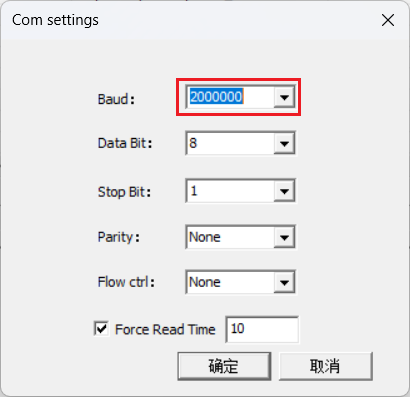 Com settings
Baud： 2000000
Data Bit： 8
Stop Bit： 1
Parity： None
Flow ctrl： None
Force Read Time 10
确定 取消